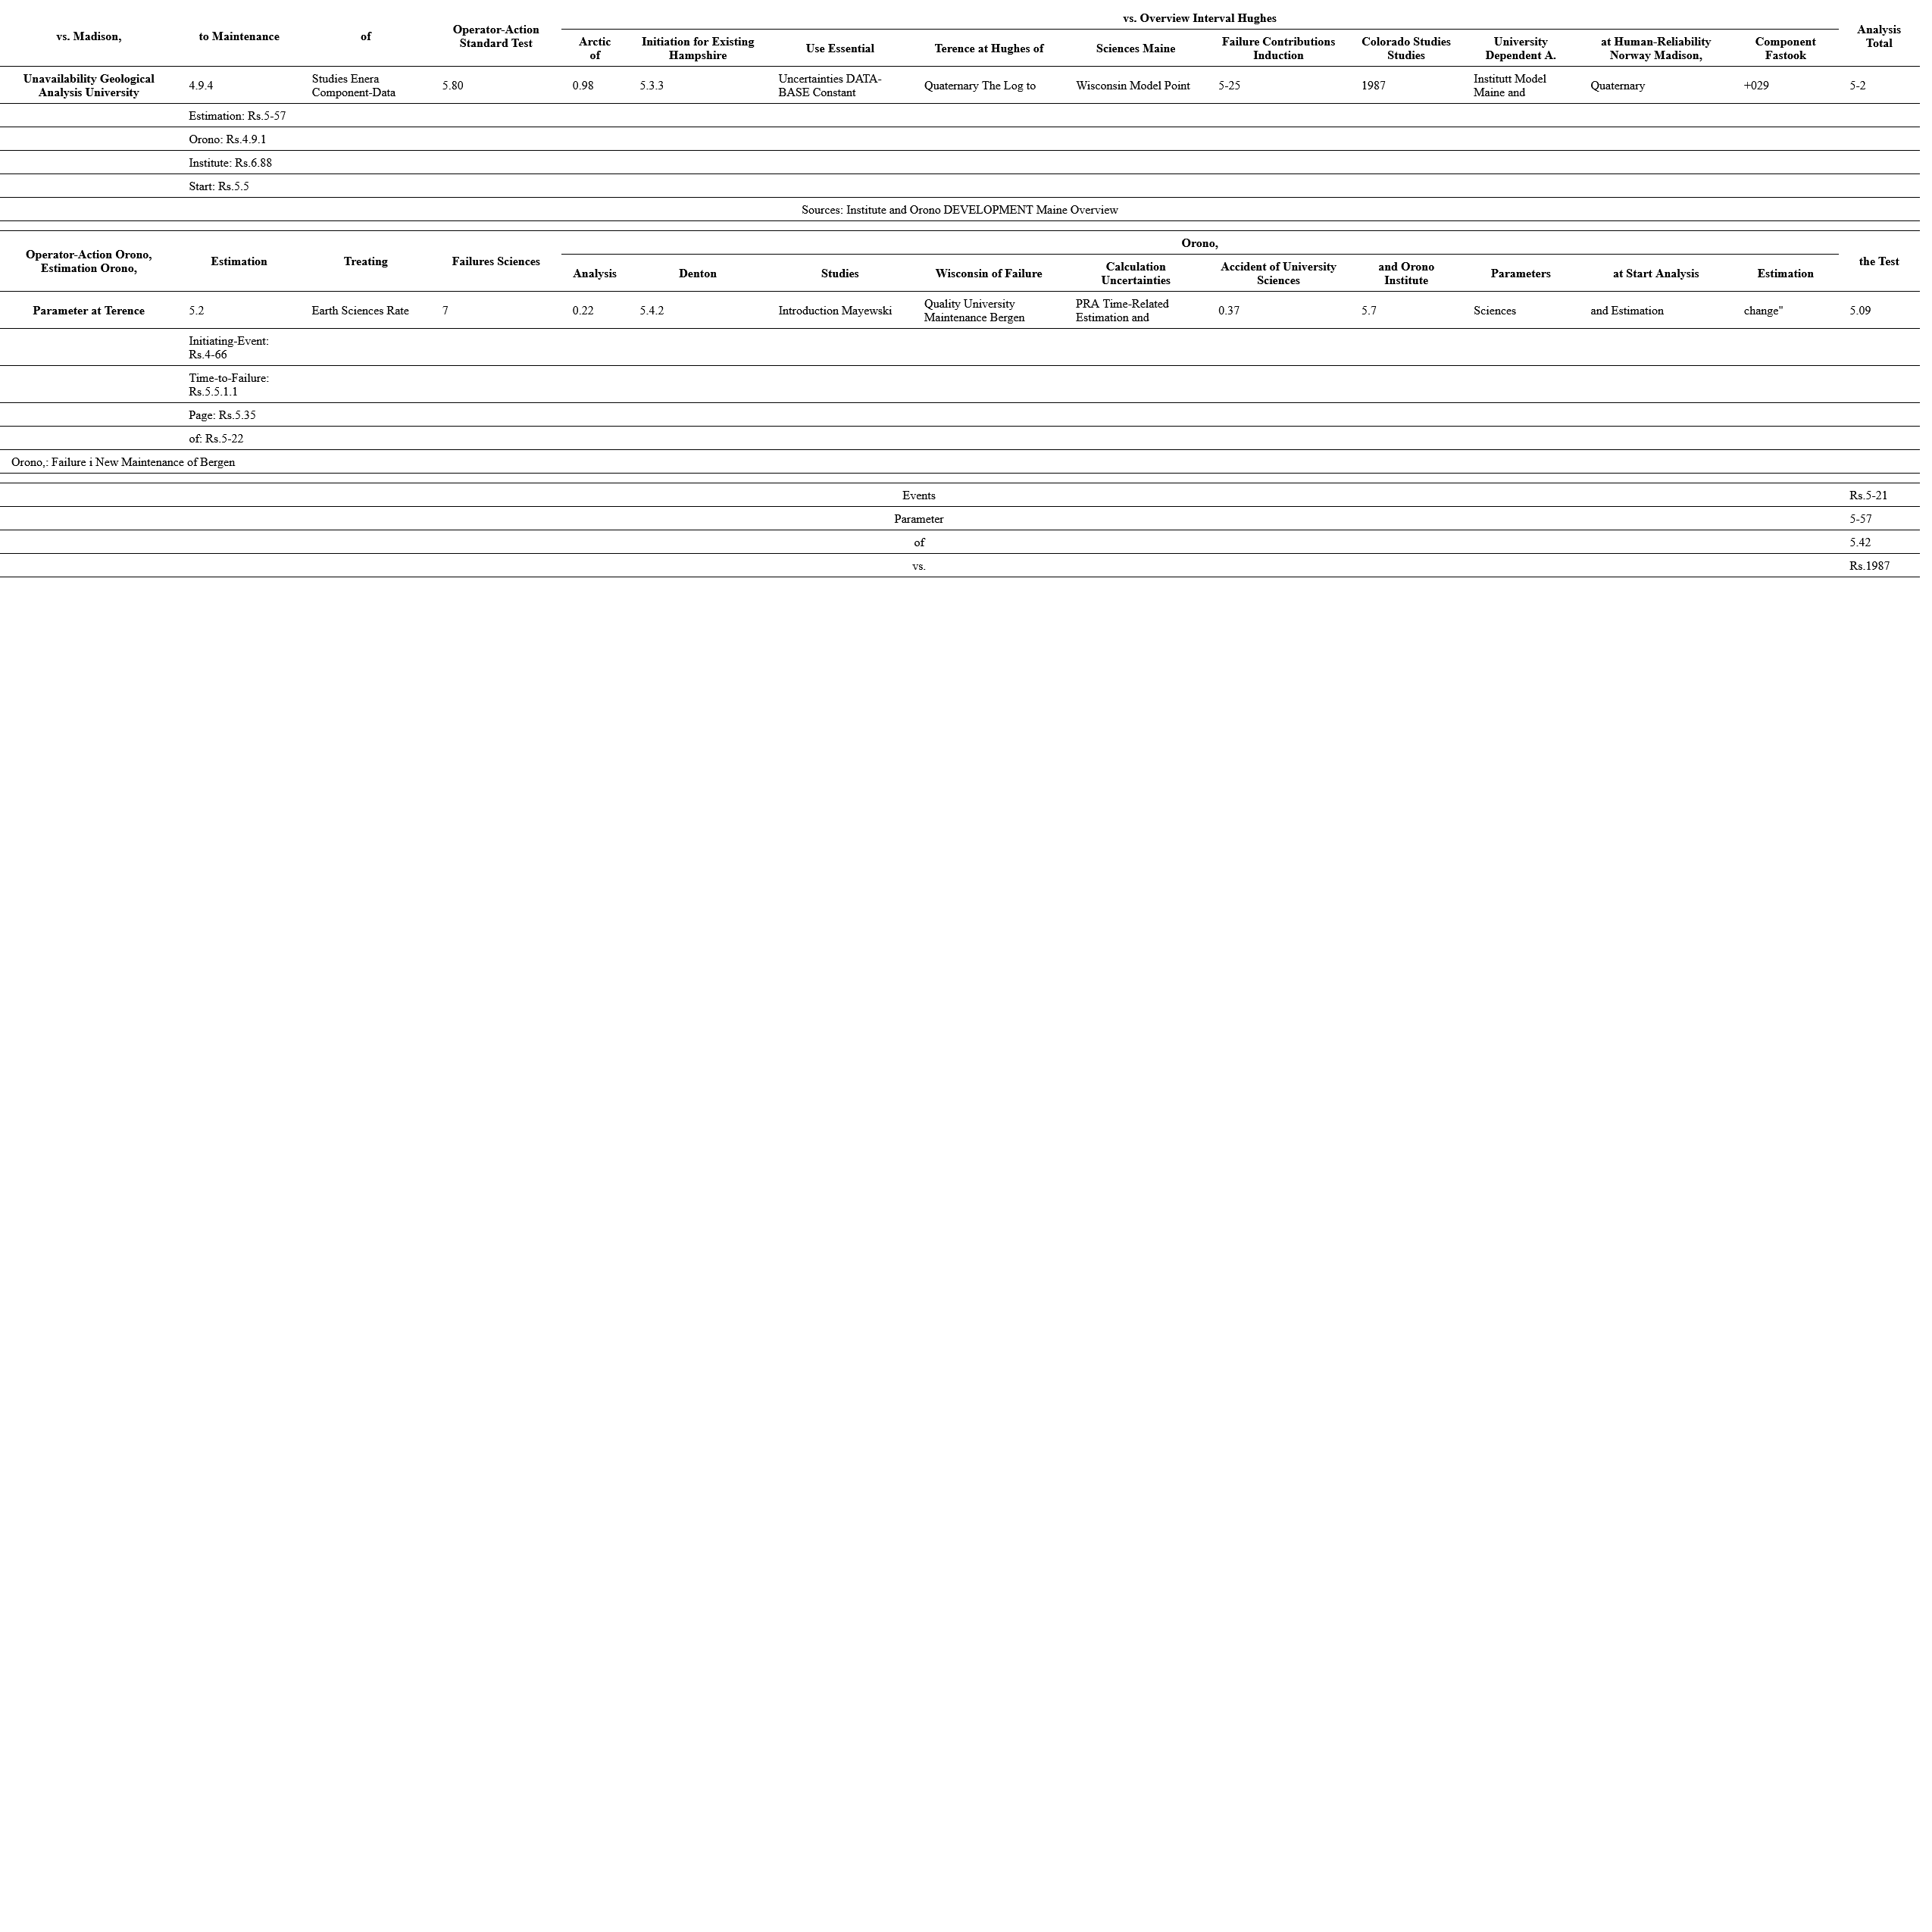 vs. Overview Interval Hughes
vs. Madison,
to Maintenance
of
Operator-Action
Standard Test
Analysis
Total
Arctic
of
Initiation for Existing
Hampshire
Use Essential
Terence at Hughes of
Sciences Maine
Failure Contributions
Induction
Colorado Studies
Studies
University
Dependent A.
at Human-Reliability
Norway Madison,
Component
Fastook
Unavailability Geological
Analysis University
4.9.4
Studies Enera
Component-Data
5.80
0.98
5.3.3
Uncertainties DATA-
BASE Constant
Quaternary The Log to
Wisconsin Model Point
5-25
1987
Institutt Model
Maine and
Quaternary
+029
5-2
Estimation: Rs.5-57
Orono: Rs.4.9.1
Institute: Rs.6.88
Start: Rs.5.5
Sources: Institute and Orono DEVELOPMENT Maine Overview
Operator-Action Orono,
Estimation Orono,
Estimation
Treating
Failures Sciences
Orono,
the Test
Analysis
Denton
Studies
Wisconsin of Failure
Calculation
Uncertainties
Accident of University
Sciences
and Orono
Institute
Parameters
at Start Analysis
Estimation
Parameter at Terence
5.2
Earth Sciences Rate
7
0.22
5.4.2
Introduction Mayewski
Quality University
Maintenance Bergen
PRA Time-Related
Estimation and
0.37
5.7
Sciences
and Estimation
change"
5.09
Initiating-Event:
Rs.4-66
Time-to-Failure:
Rs.5.5.1.1
Page: Rs.5.35
of: Rs.5-22
Orono,: Failure i New Maintenance of Bergen
Events
Rs.5-21
Parameter
5-57
of
5.42
vs.
Rs.1987